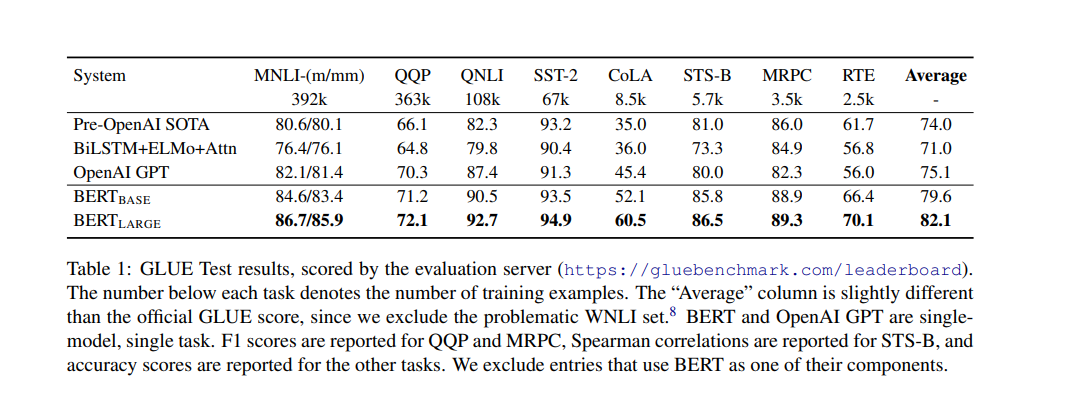 System MNLI-(m/mm) QQP QNLI SST-2 CoLA STS-B MRPC RTE Average
392k 363k 108k 67k 8.5k 5.7k 3.5k 2.5k -
Pre-OpenAI SOTA 80.6/80.1 66.1 82.3 93.2 35.0 81.0 86.0 61.7 74.0
BiLSTM+ELMo+Attn 76.4/76.1 64.8 79.8 90.4 36.0 73.3 84.9 56.8 71.0
OpenAI GPT 82.1/81.4 70.3 87.4 91.3 45.4 80.0 82.3 56.0 75.1
BERTBASE 84.6/83.4 71.2 90.5 93.5 52.1 85.8 88.9 66.4 79.6
BERTLARGE 86.7/85.9 72.1 92.7 94.9 60.5 86.5 89.3 70.1 82.1
Table 1: GLUE Test results, scored by the evaluation server (https://gluebenchmark.com/leaderboard).
The number below each task denotes the number of training examples. The “Average” column is slightly different
than the official GLUE score, since we exclude the problematic WNLI set.8 BERT and OpenAI GPT are single-
model, single task. F1 scores are reported for QQP and MRPC, Spearman correlations are reported for STS-B, and
accuracy scores are reported for the other tasks. We exclude entries that use BERT as one of their components.